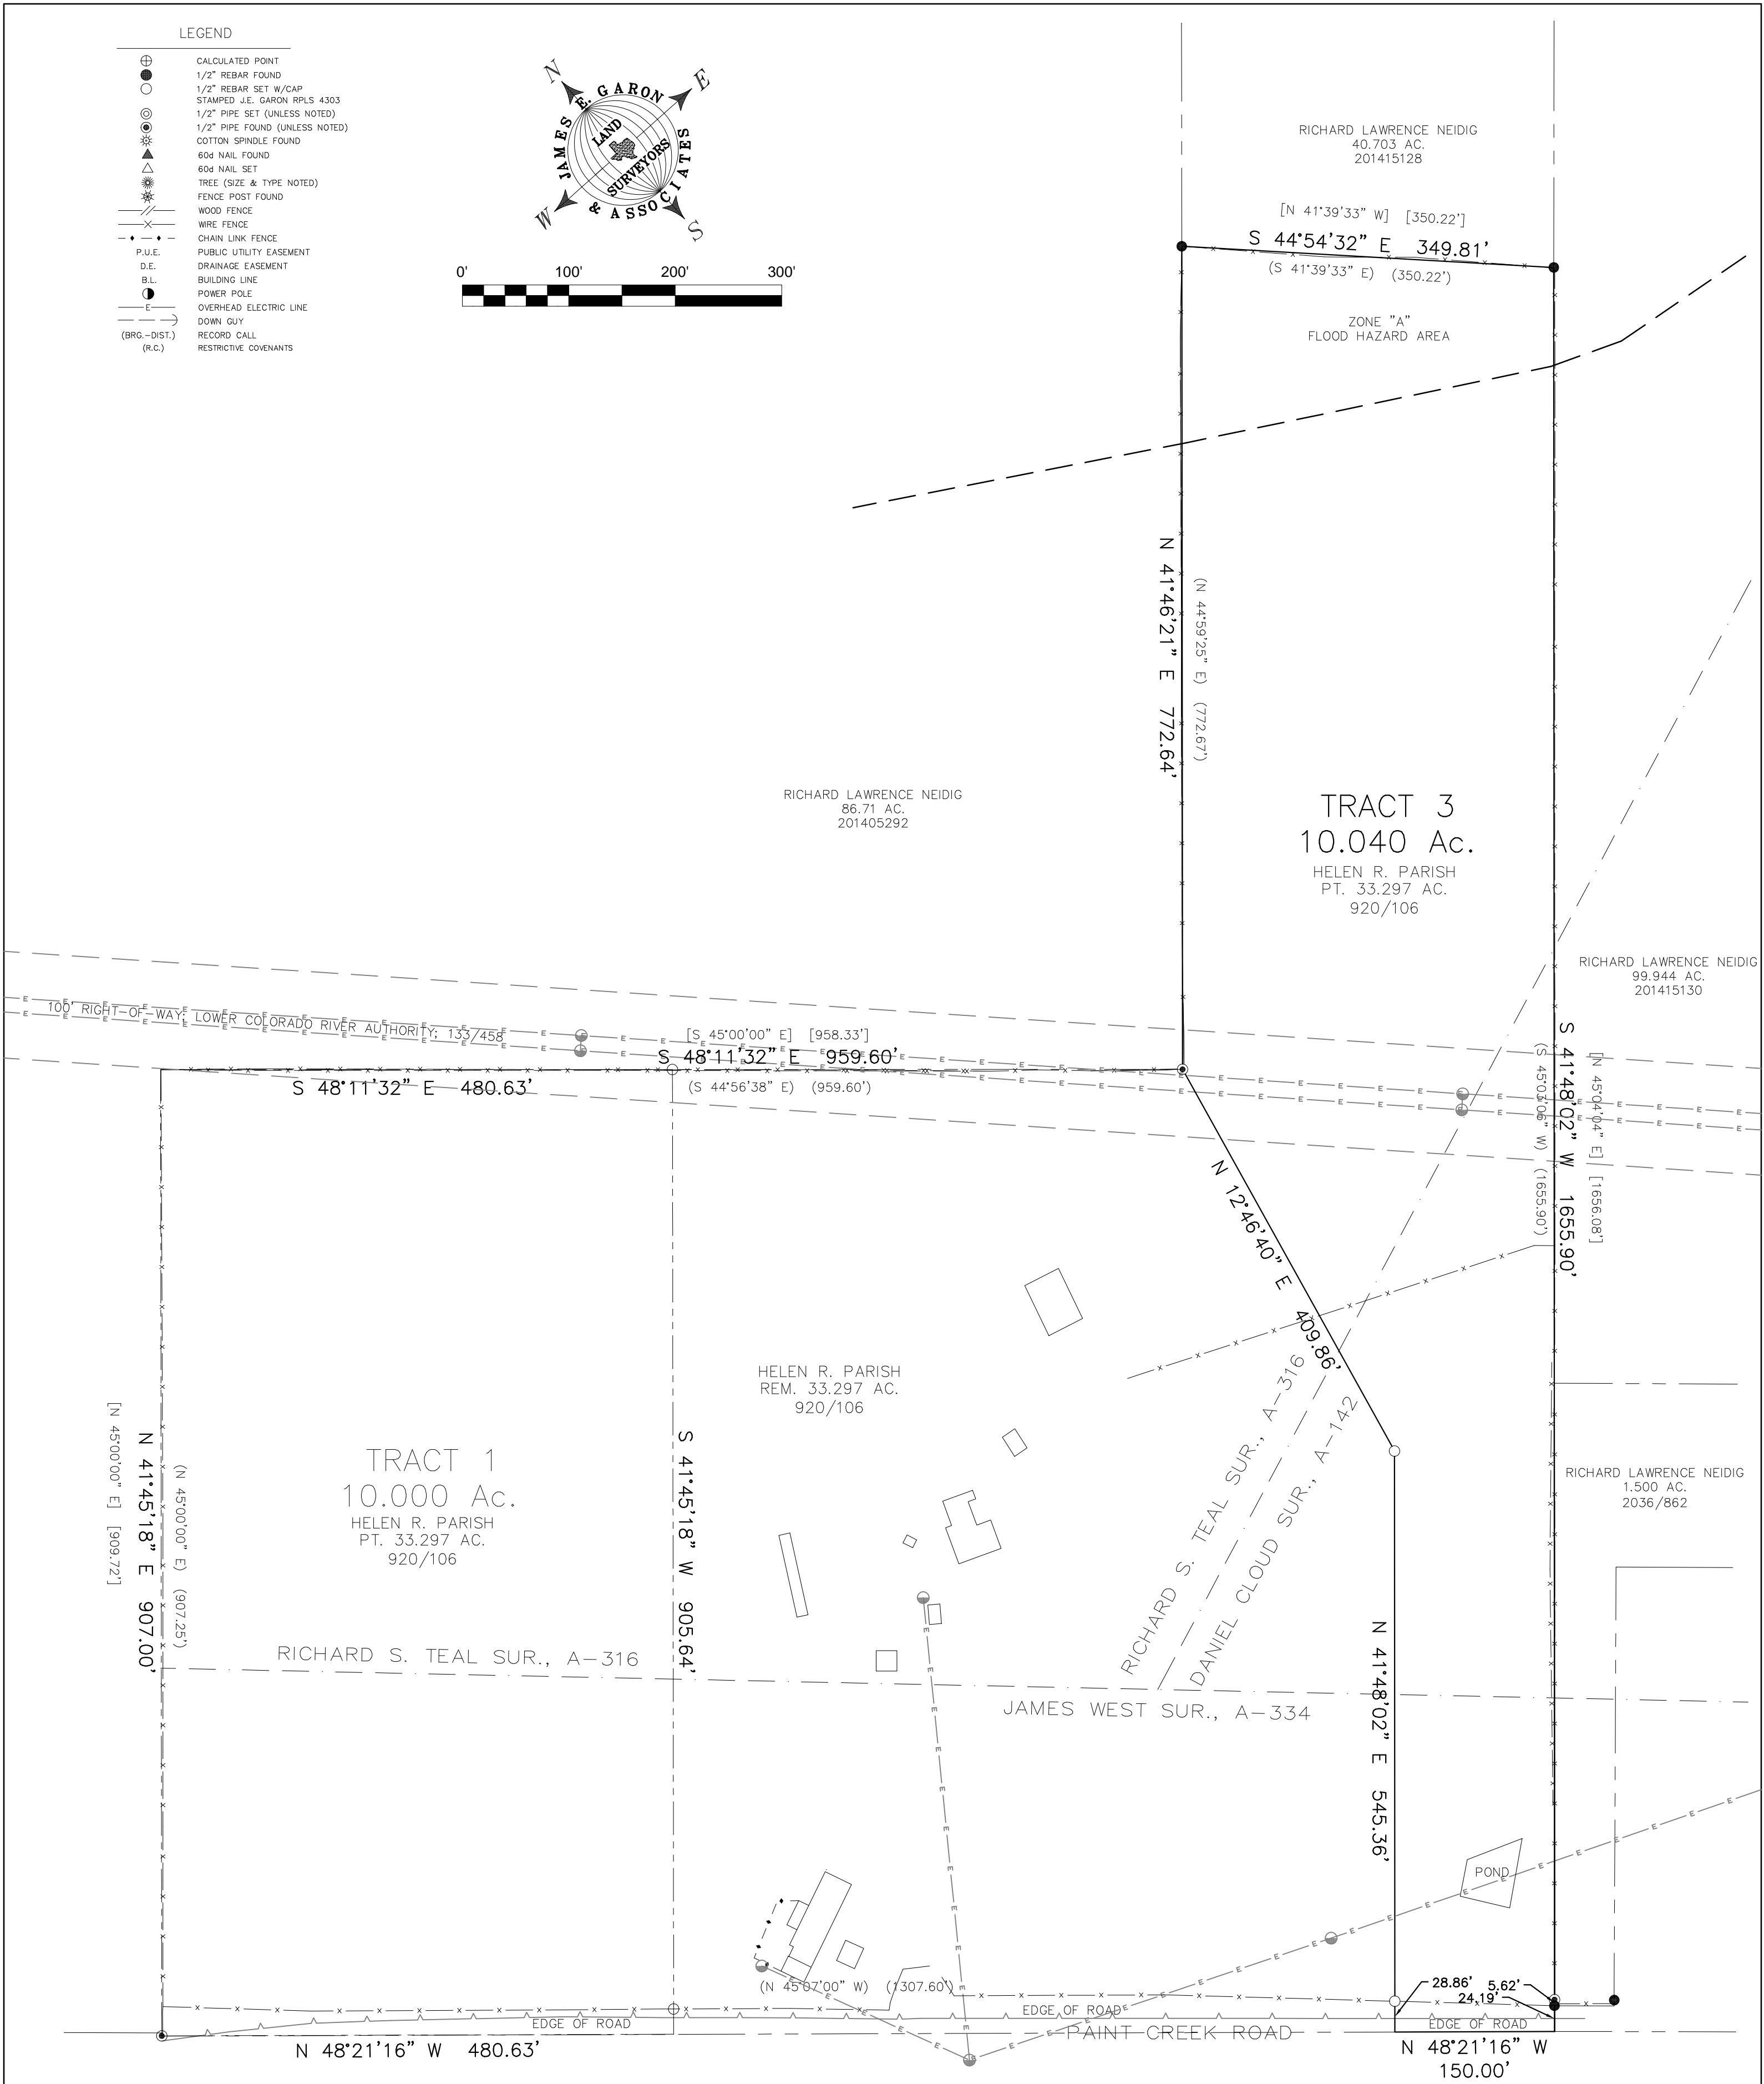 LEGEND
CALCULATED POINT
1/2" REBAR FOUND
1/2" REBAR SET W/CAP
STAMPED J.E. GARON RPLS 4303
1/2" PIPE SET (UNLESS NOTED)
1/2" PIPE FOUND (UNLESS NOTED)
COTTON SPINDLE FOUND
60d NAIL FOUND
60d NAIL SET
TREE (SIZE & TYPE NOTED)
FENCE POST FOUND
WOOD FENCE
WIRE FENCE
CHAIN LINK FENCE
P.U.E. PUBLIC UTILITY EASEMENT
D.E. DRAINAGE EASEMENT
B.L. BUILDING LINE
POWER POLE
E OVERHEAD ELECTRIC LINE
DOWN GUY
(BRG.-DIST.) RECORD CALL
(R.C.) RESTRICTIVE COVENANTS
N E W S
JAMES E. GARON
& ASSOCIATES
LAND
SURVEYORS
0' 100' 200' 300'
RICHARD LAWRENCE NEIDIG
40.703 AC.
201415128
[N 41°39'33" W] [350.22']
S 44°54'32" E 349.81'
(S 41°39'33" E) (350.22')
ZONE "A"
FLOOD HAZARD AREA
N 41°46'21" E 772.64'
(N 44°59'25" E) (772.67')
RICHARD LAWRENCE NEIDIG
86.71 AC.
201405292
TRACT 3
10.040 Ac.
HELEN R. PARISH
PT. 33.297 AC.
920/106
RICHARD LAWRENCE NEIDIG
99.944 AC.
201415130
100' RIGHT-OF-WAY; LOWER COLORADO RIVER AUTHORITY; 133/458
[S 45°00'00" E] [958.33']
S 48°11'32" E 959.60'
S 48°11'32" E 480.63'
(S 44°56'38" E) (959.60')
(S 45°03'06" W) (1655.90')
S 41°48'02" W 1655.90'
[N 45°04'04" E] [1656.08']
N 12°46'40" E 409.86'
HELEN R. PARISH
REM. 33.297 AC.
920/106
[N 45°00'00" E] [909.72']
N 41°45'18" E 907.00'
(N 45°00'00" E) (907.25')
TRACT 1
10.000 Ac.
HELEN R. PARISH
PT. 33.297 AC.
920/106
S 41°45'18" W 905.64'
RICHARD S. TEAL SUR., A-316
DANIEL CLOUD SUR., A-142
RICHARD LAWRENCE NEIDIG
1.500 AC.
2036/862
RICHARD S. TEAL SUR., A-316
JAMES WEST SUR., A-334
N 41°48'02" E 545.36'
POND
(N 45°07'00" W) (1307.60')
28.86' 5.62'
24.19'
EDGE OF ROAD
EDGE OF ROAD
EDGE OF ROAD
PAINT CREEK ROAD
N 48°21'16" W 480.63'
N 48°21'16" W
150.00'